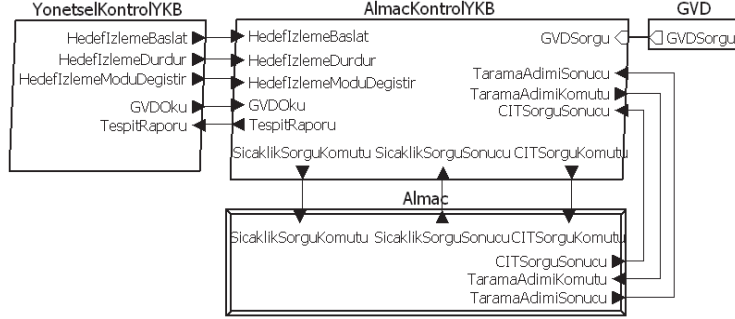 YonetselKontrolYKB AlmacKontrolYKB GVD
HedefIzlemeBaslat HedefIzlemeBaslat GVDSorgu GVDSorgu
HedefIzlemeDurdur HedefIzlemeDurdur
HedefIzlemeModuDegistir HedefIzlemeModuDegistir TaramaAdimiSonucu
TaramaAdimiKomutu
GVDOku GVDOku CITSorguSonucu
TespitRaporu TespitRaporu
SicaklikSorguKomutu SicaklikSorguSonucu CITSorguKomutu
Almac
SicaklikSorguKomutu SicaklikSorguSonucu CITSorguKomutu
CITSorguSonucu
TaramaAdimiKomutu
TaramaAdimiSonucu